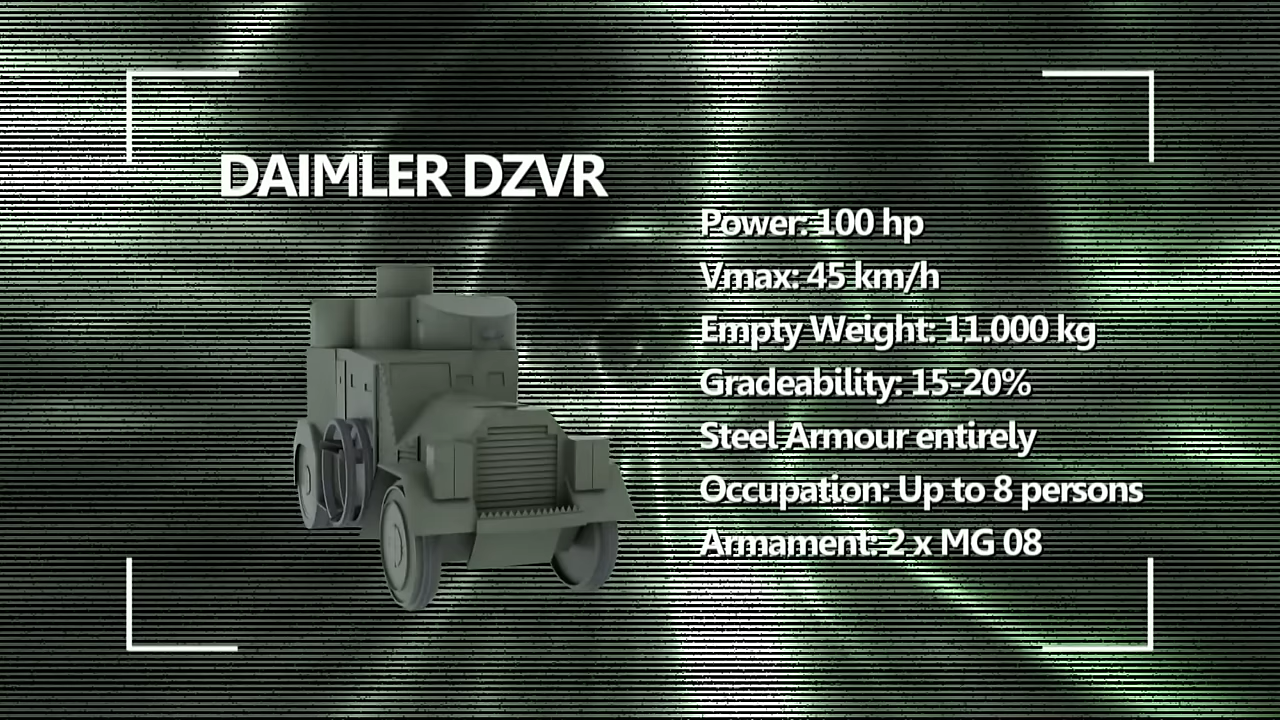 DAIMLER DZVR
Power: 100 hp
Vmax: 45 km/h
Empty Weight: 11.000 kg
Gradeability: 15-20%
Steel Armour entirely
Occupation: Up to 8 persons
Armament: 2 x MG 08